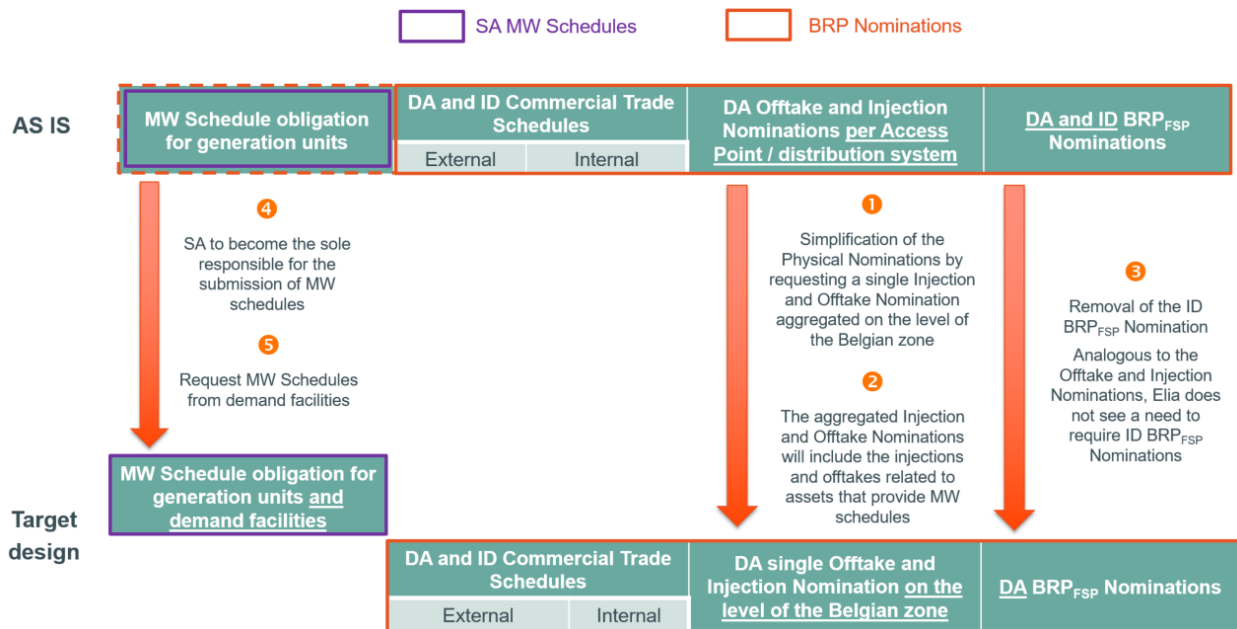 SA MW Schedules
BRP Nominations
AS IS
MW Schedule obligation
for generation units
DA and ID Commercial Trade
Schedules
External
Internal
DA Offtake and Injection
Nominations per Access
Point / distribution system
DA and ID BRPFSP
Nominations
4
SA to become the sole
responsible for the
submission of MW
schedules
5
Request MW Schedules
from demand facilities
1
Simplification of the
Physical Nominations by
requesting a single Injection
and Offtake Nomination
aggregated on the level of
the Belgian zone
2
The aggregated Injection
and Offtake Nominations
will include the injections
and offtakes related to
assets that provide MW
schedules
3
Removal of the ID
BRPFSP Nomination
Analogous to the
Offtake and Injection
Nominations, Elia does
not see a need to
require ID BRPFSP
Nominations
Target
design
MW Schedule obligation for
generation units and
demand facilities
DA and ID Commercial Trade
Schedules
External
Internal
DA single Offtake and
Injection Nomination on the
level of the Belgian zone
DA BRPFSP Nominations